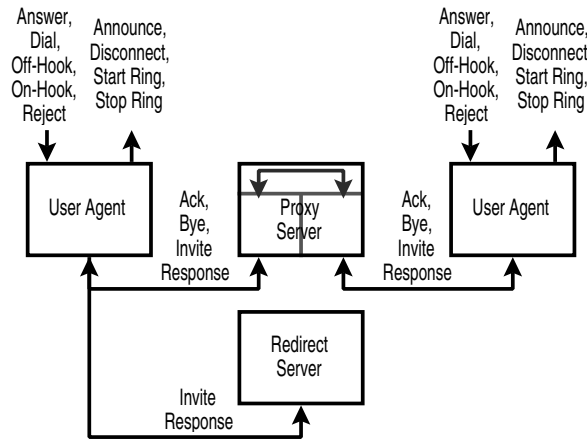 Answer,
Dial,
Off-Hook,
On-Hook,
Reject
Announce,
Disconnect,
Start Ring,
Stop Ring
Answer,
Dial,
Off-Hook,
On-Hook,
Reject
Announce,
Disconnect,
Start Ring,
Stop Ring
User Agent
Ack,
Bye,
Invite
Response
Proxy
Server
Ack,
Bye,
Invite
Response
User Agent
Redirect
Server
Invite
Response